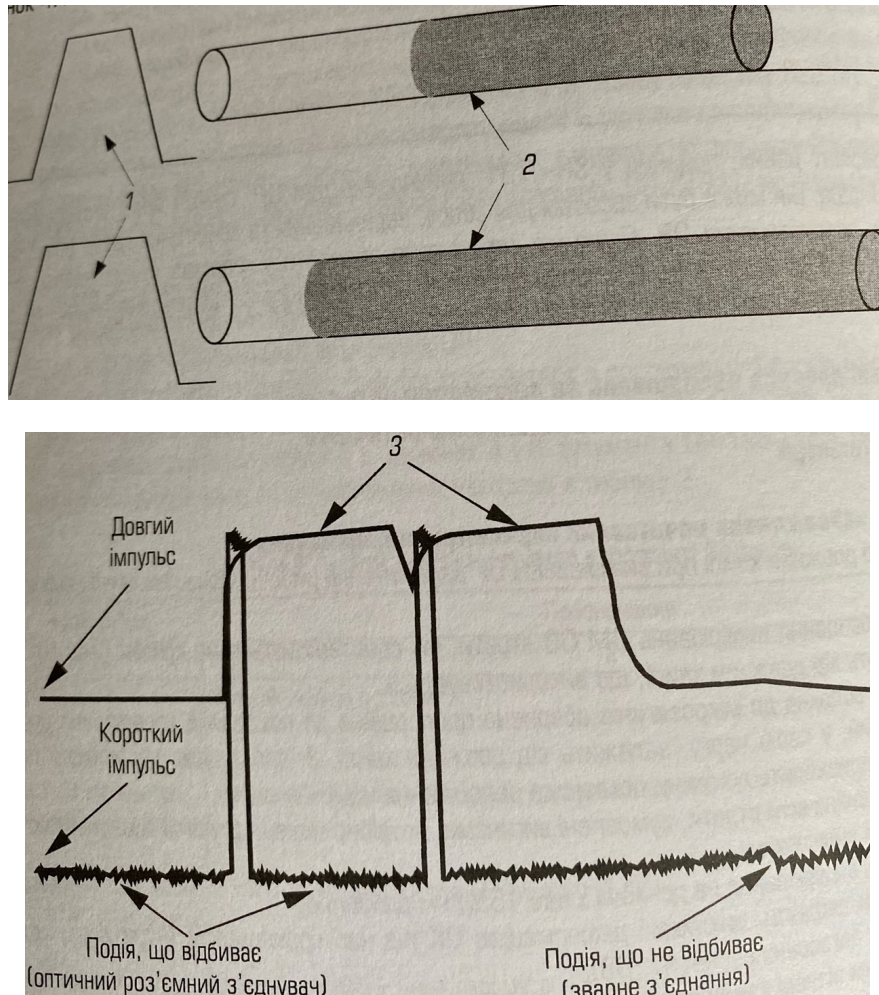 1
2
3
Довгий
імпульс
Короткий
імпульс
Подія, що відбиває
(оптичний роз’ємний з’єднувач)
Подія, що не відбиває
(зварне з’єднання)